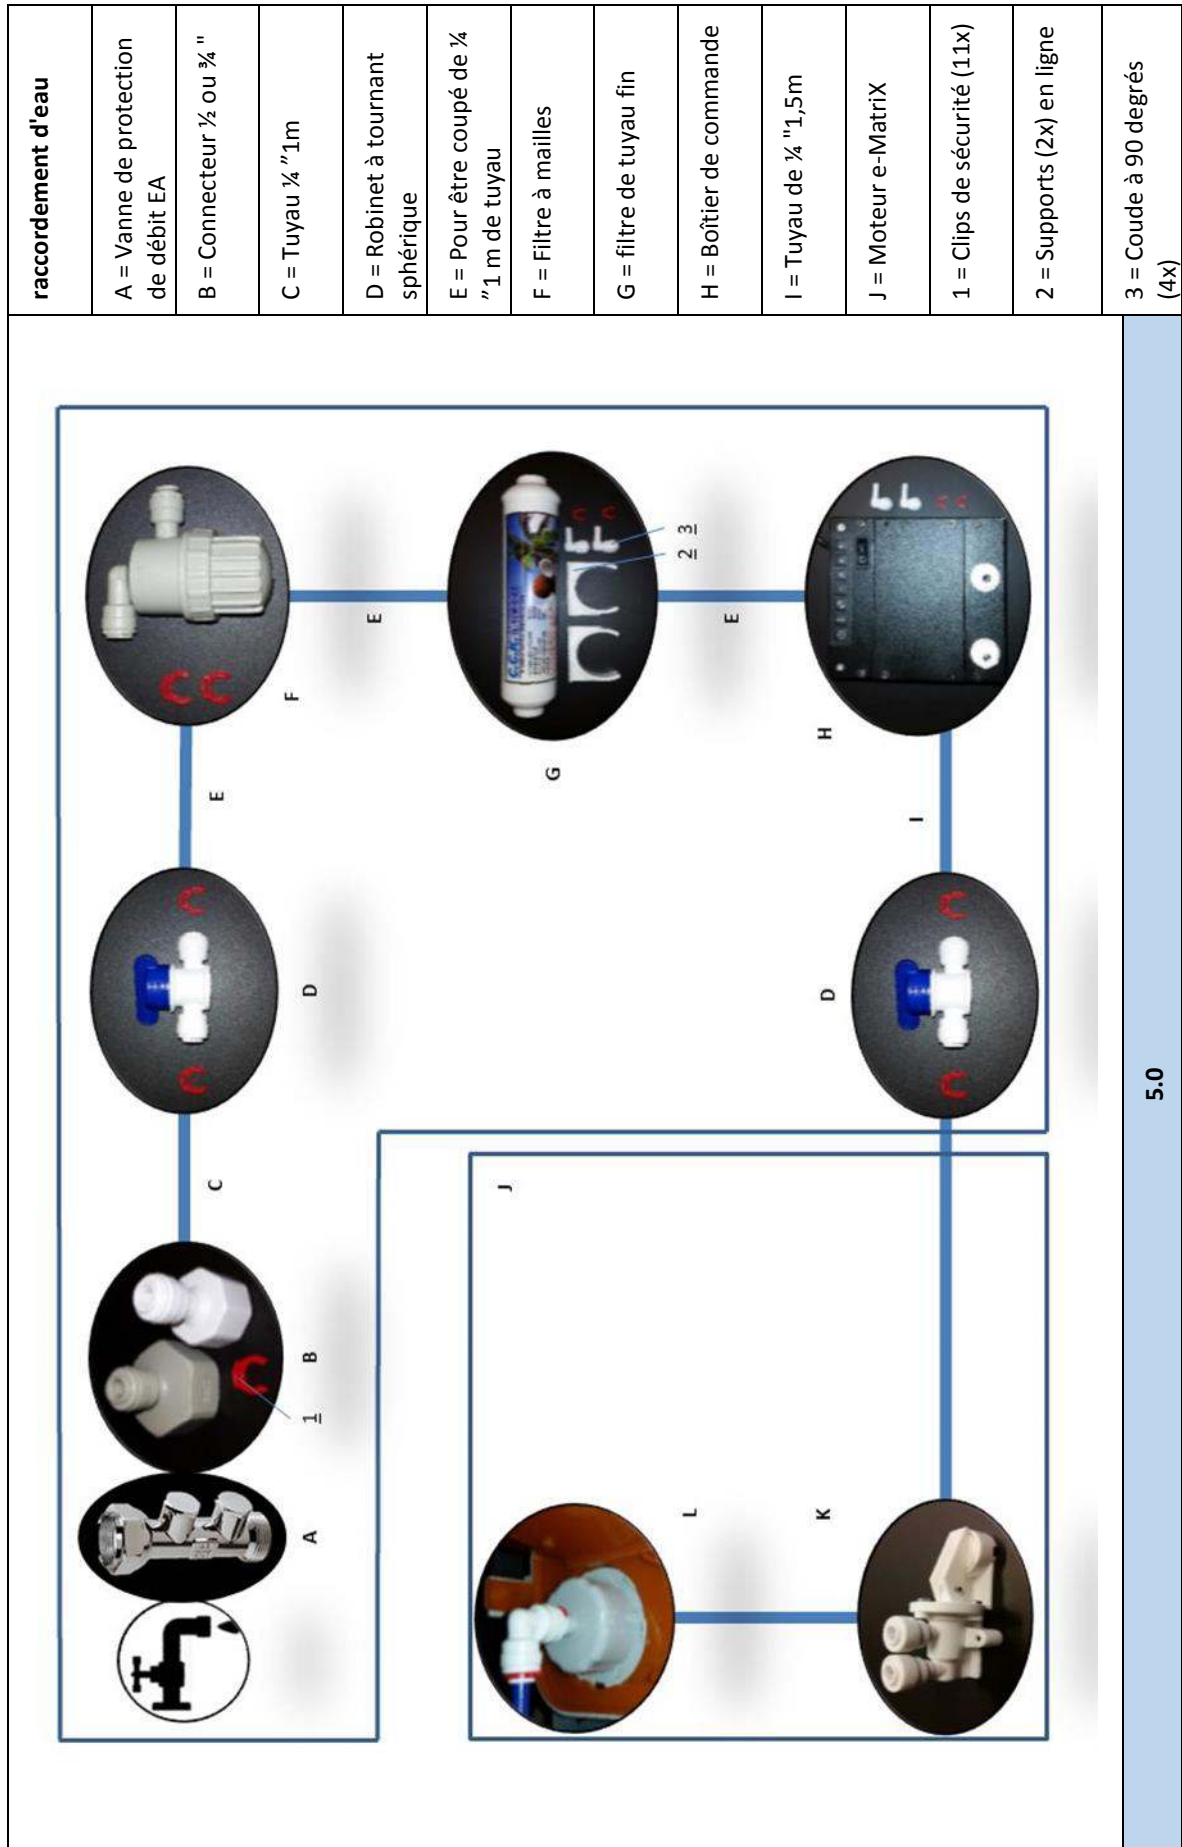 raccordement d'eau
A = Vanne de protection
de débit EA
B = Connecteur ½ ou ¾ "
C = Tuyau ¼ ”1m
D = Robinet à tournant
sphérique
E = Pour être coupé de ¼
”1 m de tuyau
F = Filtre à mailles
G = filtre de tuyau fin
H = Boîtier de commande
I = Tuyau de ¼ "1,5m
J = Moteur e-MatriX
1 = Clips de sécurité (11x)
2 = Supports (2x) en ligne
3 = Coude à 90 degrés
(4x)
A
1
B
C
D
E
F
E
G
2
3
E
H
I
D
J
L
K
5.0